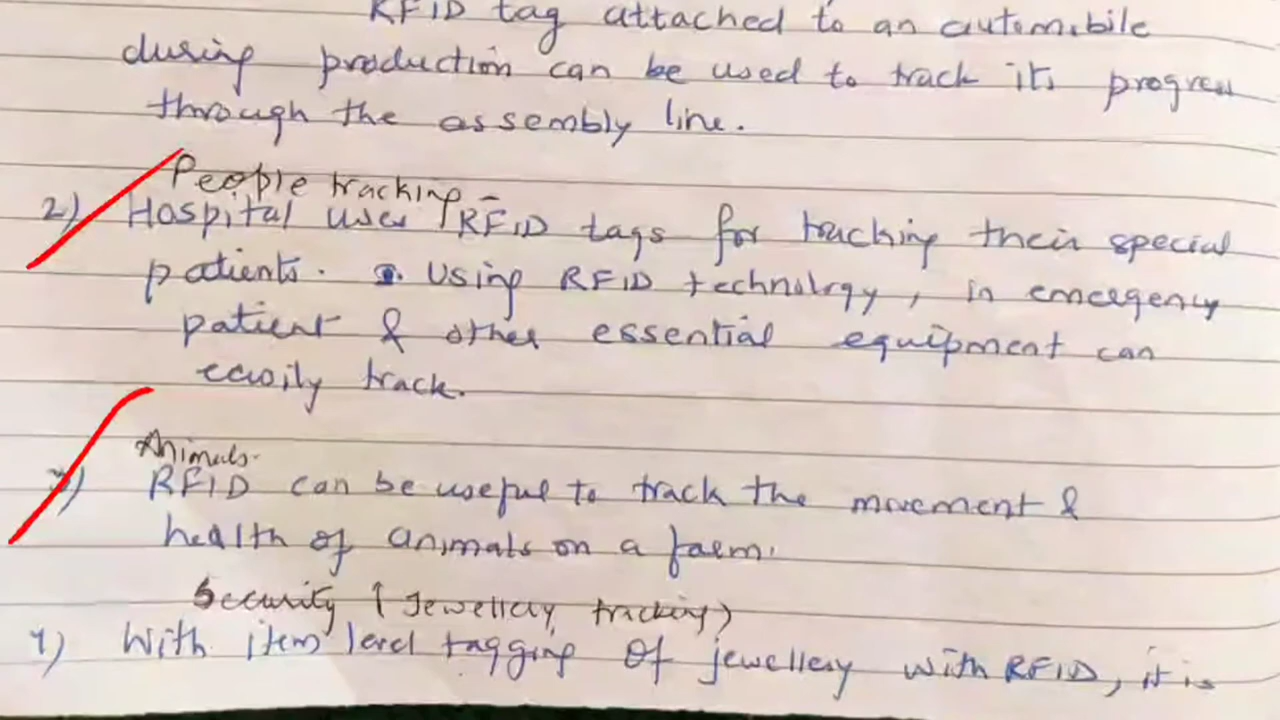 RFID tag attached to an automobile
during production can be used to track its progress
through the assembly line.
People tracking
2) Hospital uses RFID tags for tracking their special
patients. Using RFID technology, in emergency
patient & other essential equipment can
easily track.
Animals.
3) RFID can be useful to track the movement &
health of animals on a farm.
Security (Jewellery tracking)
4) With item level tagging of jewellery with RFID, it is